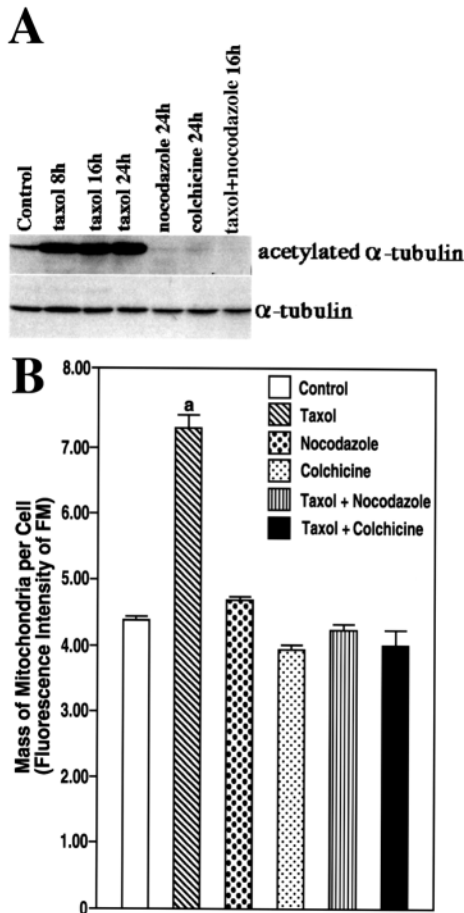 A
Control
taxol 8h
taxol 16h
taxol 24h
nocodazole 24h
colchicine 24h
taxol+nocodazole 16h
acetylated α-tubulin
α-tubulin
B
8.00
7.00
6.00
5.00
4.00
3.00
2.00
1.00
0
Mass of Mitochondria per Cell
(Fluorescence Intensity of FM)
a
Control
Taxol
Nocodazole
Colchicine
Taxol + Nocodazole
Taxol + Colchicine